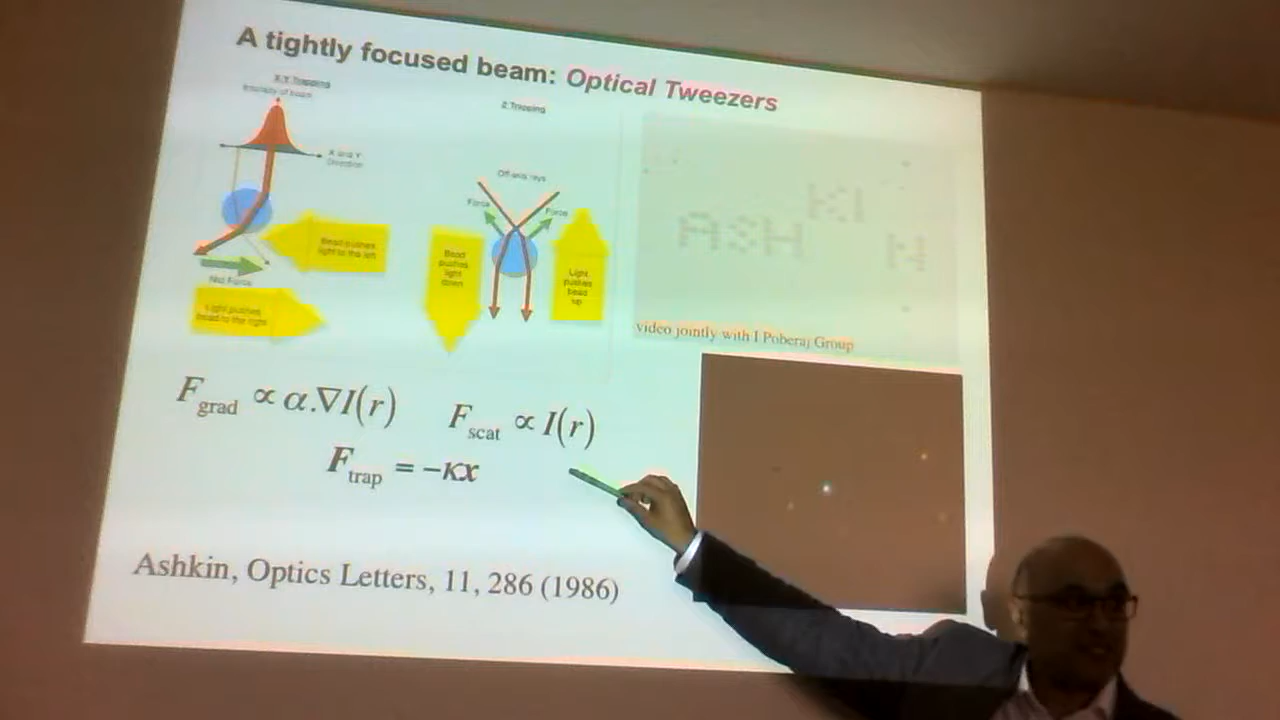 A tightly focused beam: Optical Tweezers
X-Y Trapping
Intensity of beam
X and Y
Direction
Net Force
Bead pushes
light to the left
Light pushes
bead to the right
Z Trapping
Off-axis rays
Force
Force
Bead
pushes
light
down
Light
pushes
bead
up
ASH KI N
video jointly with I Poberaj Group
F_grad ∝ α.∇I(r)
F_scat ∝ I(r)
F_trap = −κx
Ashkin, Optics Letters, 11, 286 (1986)